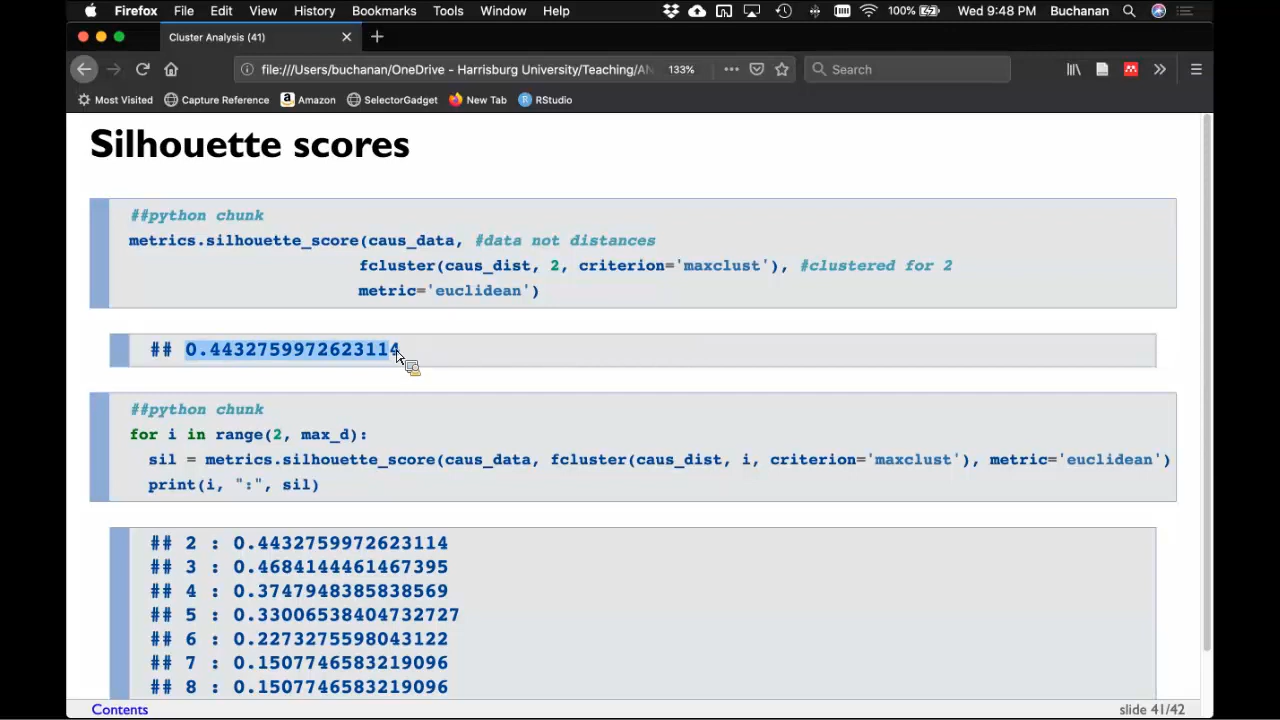 Firefox File Edit View History Bookmarks Tools Window Help 100% Wed 9:48 PM Buchanan
Cluster Analysis (41)
file:///Users/buchanan/OneDrive - Harrisburg University/Teaching/AN 133% Search
Most Visited Capture Reference Amazon SelectorGadget New Tab RStudio
Silhouette scores
##python chunk
metrics.silhouette_score(caus_data, #data not distances
fcluster(caus_dist, 2, criterion='maxclust'), #clustered for 2
metric='euclidean')
## 0.4432759972623114
##python chunk
for i in range(2, max_d):
sil = metrics.silhouette_score(caus_data, fcluster(caus_dist, i, criterion='maxclust'), metric='euclidean')
print(i, ":", sil)
## 2 : 0.4432759972623114
## 3 : 0.4684144461467395
## 4 : 0.3747948385838569
## 5 : 0.33006538404732727
## 6 : 0.2273275598043122
## 7 : 0.1507746583219096
## 8 : 0.1507746583219096
Contents slide 41/42